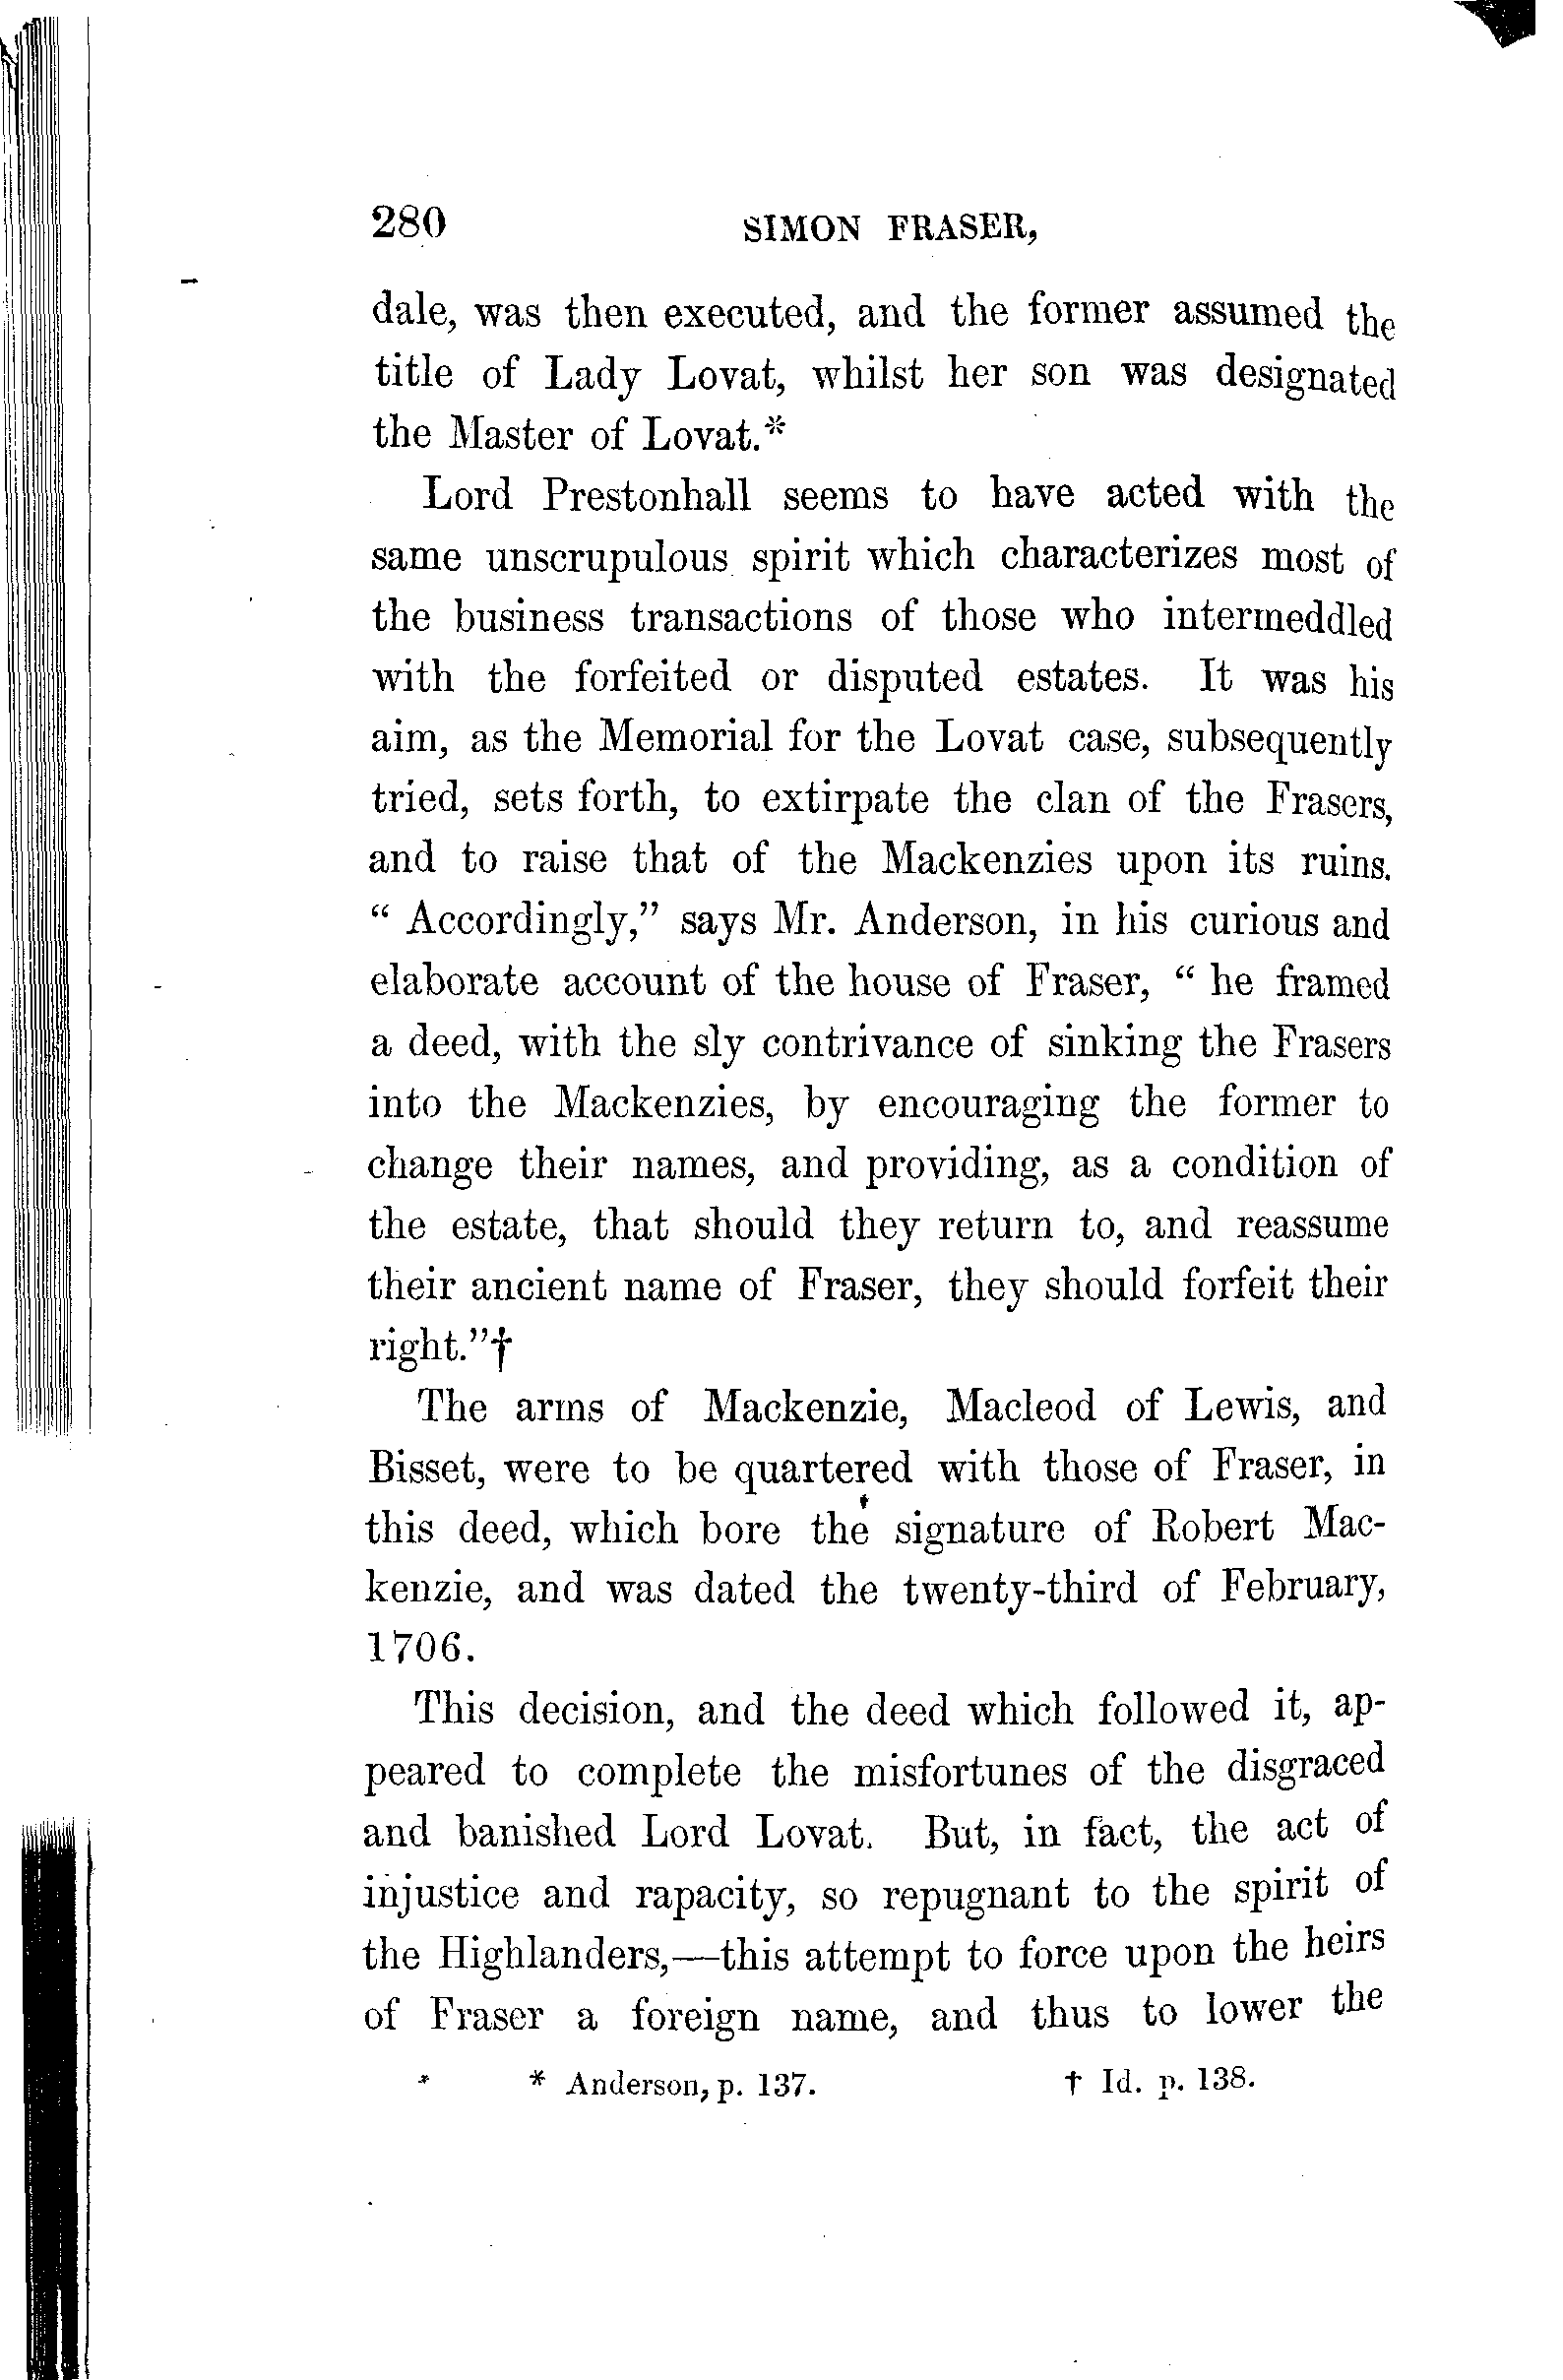 280 SIMON FRASER,
dale, was then executed, and the former assumed the
title of Lady Lovat, whilst her son was designated
the Master of Lovat.*
Lord Prestonhall seems to have acted with the
same unscrupulous spirit which characterizes most of
the business transactions of those who intermeddled
with the forfeited or disputed estates. It was his
aim, as the Memorial for the Lovat case, subsequently
tried, sets forth, to extirpate the clan of the Frasers,
and to raise that of the Mackenzies upon its ruins.
“ Accordingly,” says Mr. Anderson, in his curious and
elaborate account of the house of Fraser, “ he framed
a deed, with the sly contrivance of sinking the Frasers
into the Mackenzies, by encouraging the former to
change their names, and providing, as a condition of
the estate, that should they return to, and reassume
their ancient name of Fraser, they should forfeit their
right.”†
The arms of Mackenzie, Macleod of Lewis, and
Bisset, were to be quartered with those of Fraser, in
this deed, which bore the signature of Robert Mac-
kenzie, and was dated the twenty-third of February,
1706.
This decision, and the deed which followed it, ap-
peared to complete the misfortunes of the disgraced
and banished Lord Lovat. But, in fact, the act of
injustice and rapacity, so repugnant to the spirit of
the Highlanders,—this attempt to force upon the heirs
of Fraser a foreign name, and thus to lower the
* Anderson, p. 137. † Id. p. 138.